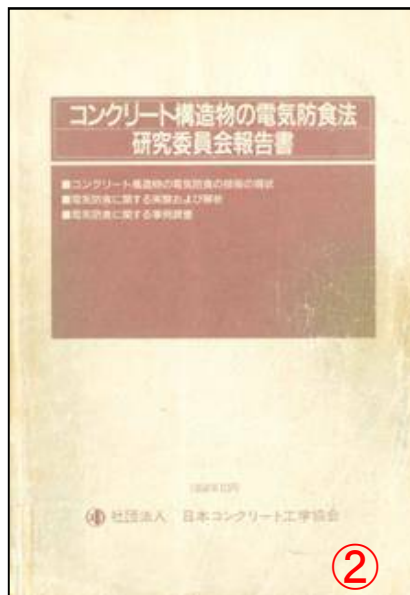 コンクリート構造物の電気防食法
研究委員会報告書
■コンクリート構造物の電気防食の技術の現状
■電気防食に関する実験および解析
■電気防食に関する事例調査
社団法人 日本コンクリート工学協会
②